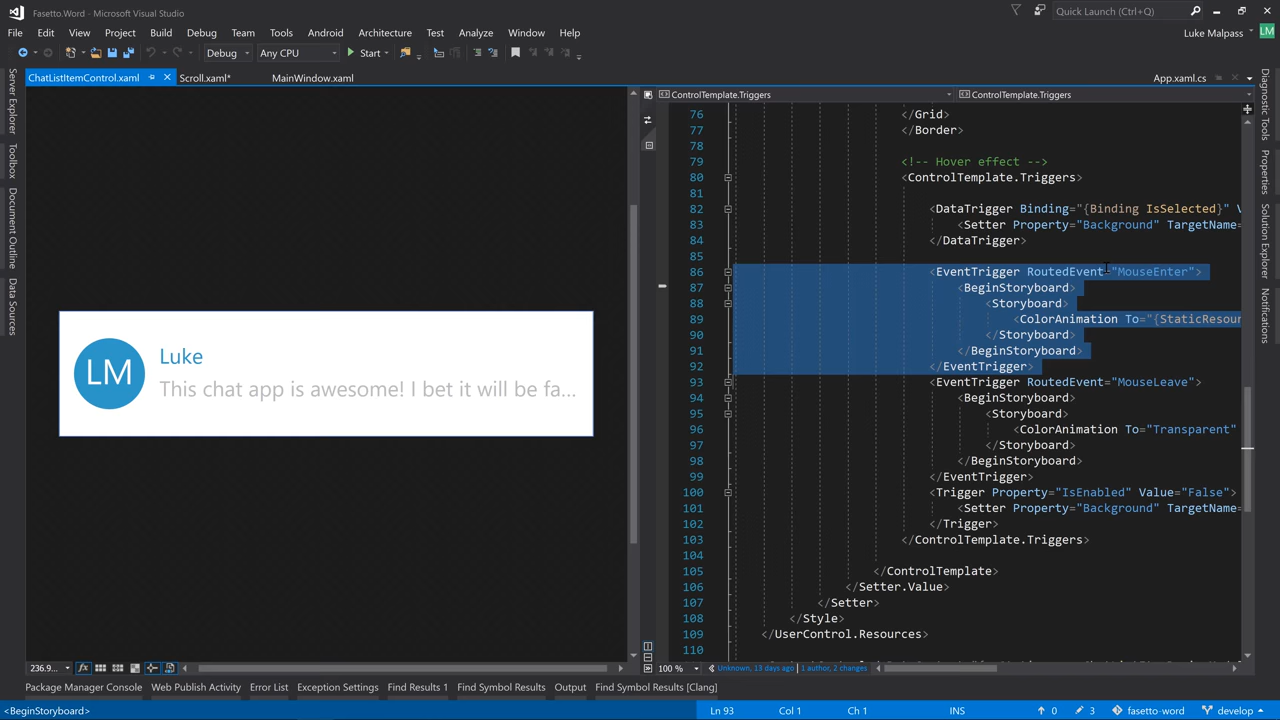 Fasetto.Word - Microsoft Visual Studio
Quick Launch (Ctrl+Q)
File Edit View Project Build Debug Team Tools Android Architecture Test Analyze Window Help
Luke Malpass LM
Debug Any CPU Start
ChatListItemControl.xaml Scroll.xaml* MainWindow.xaml App.xaml.cs
ControlTemplate.Triggers ControlTemplate.Triggers
Server Explorer
Toolbox
Document Outline
Data Sources
LM
Luke
This chat app is awesome! I bet it will be fa...
76 </Grid>
77 </Border>
78
79 <!-- Hover effect -->
80 <ControlTemplate.Triggers>
81
82 <DataTrigger Binding="{Binding IsSelected}" V
83 <Setter Property="Background" TargetName=
84 </DataTrigger>
85
86 <EventTrigger RoutedEvent="MouseEnter">
87 <BeginStoryboard>
88 <Storyboard>
89 <ColorAnimation To="{StaticResour
90 </Storyboard>
91 </BeginStoryboard>
92 </EventTrigger>
93 <EventTrigger RoutedEvent="MouseLeave">
94 <BeginStoryboard>
95 <Storyboard>
96 <ColorAnimation To="Transparent"
97 </Storyboard>
98 </BeginStoryboard>
99 </EventTrigger>
100 <Trigger Property="IsEnabled" Value="False">
101 <Setter Property="Background" TargetName=
102 </Trigger>
103 </ControlTemplate.Triggers>
104
105 </ControlTemplate>
106 </Setter.Value>
107 </Setter>
108 </Style>
109 </UserControl.Resources>
110
Diagnostic Tools
Properties
Solution Explorer
Notifications
236.9...
100 % Unknown, 13 days ago | 1 author, 2 changes
Package Manager Console Web Publish Activity Error List Exception Settings Find Results 1 Find Symbol Results Output Find Symbol Results [Clang]
<BeginStoryboard> Ln 93 Col 1 Ch 1 INS 0 3 fasetto-word develop